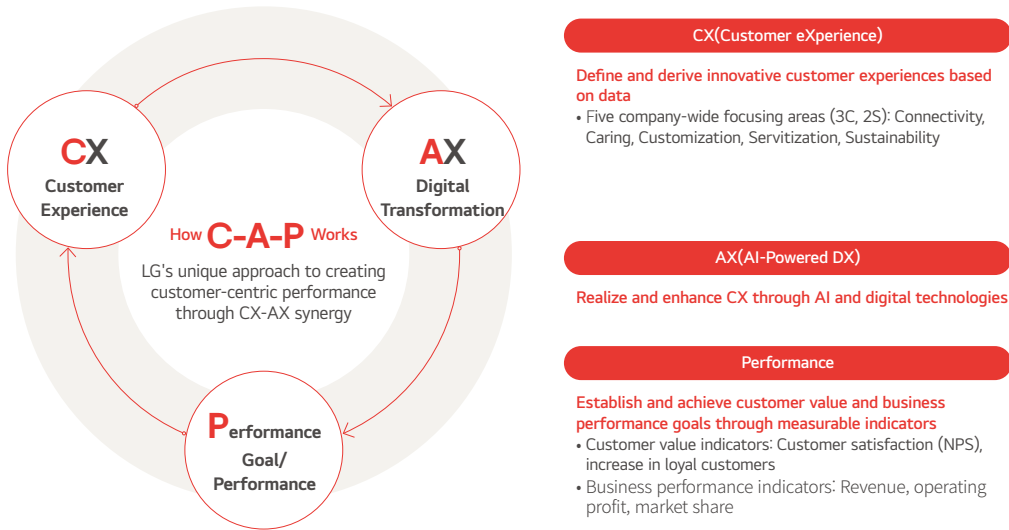 CX
Customer
Experience
AX
Digital
Transformation
How C-A-P Works
LG's unique approach to creating
customer-centric performance
through CX-AX synergy
Performance
Goal/
Performance
CX(Customer eXperience)
Define and derive innovative customer experiences based
on data
• Five company-wide focusing areas (3C, 2S): Connectivity,
Caring, Customization, Servitization, Sustainability
AX(AI-Powered DX)
Realize and enhance CX through AI and digital technologies
Performance
Establish and achieve customer value and business
performance goals through measurable indicators
• Customer value indicators: Customer satisfaction (NPS),
increase in loyal customers
• Business performance indicators: Revenue, operating
profit, market share